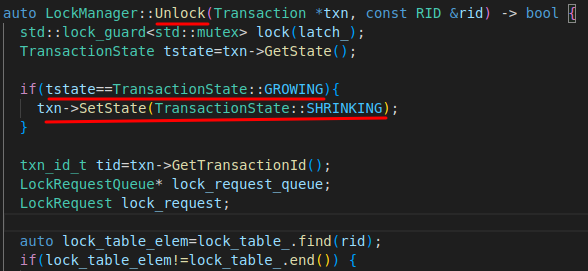 auto LockManager::Unlock(Transaction *txn, const RID &rid) -> bool {
std::lock_guard<std::mutex> lock(latch_);
TransactionState tstate=txn->GetState();
if(tstate==TransactionState::GROWING){
txn->SetState(TransactionState::SHRINKING);
}
txn_id_t tid=txn->GetTransactionId();
LockRequestQueue* lock_request_queue;
LockRequest lock_request;
auto lock_table_elem=lock_table_.find(rid);
if(lock_table_elem!=lock_table_.end()) {